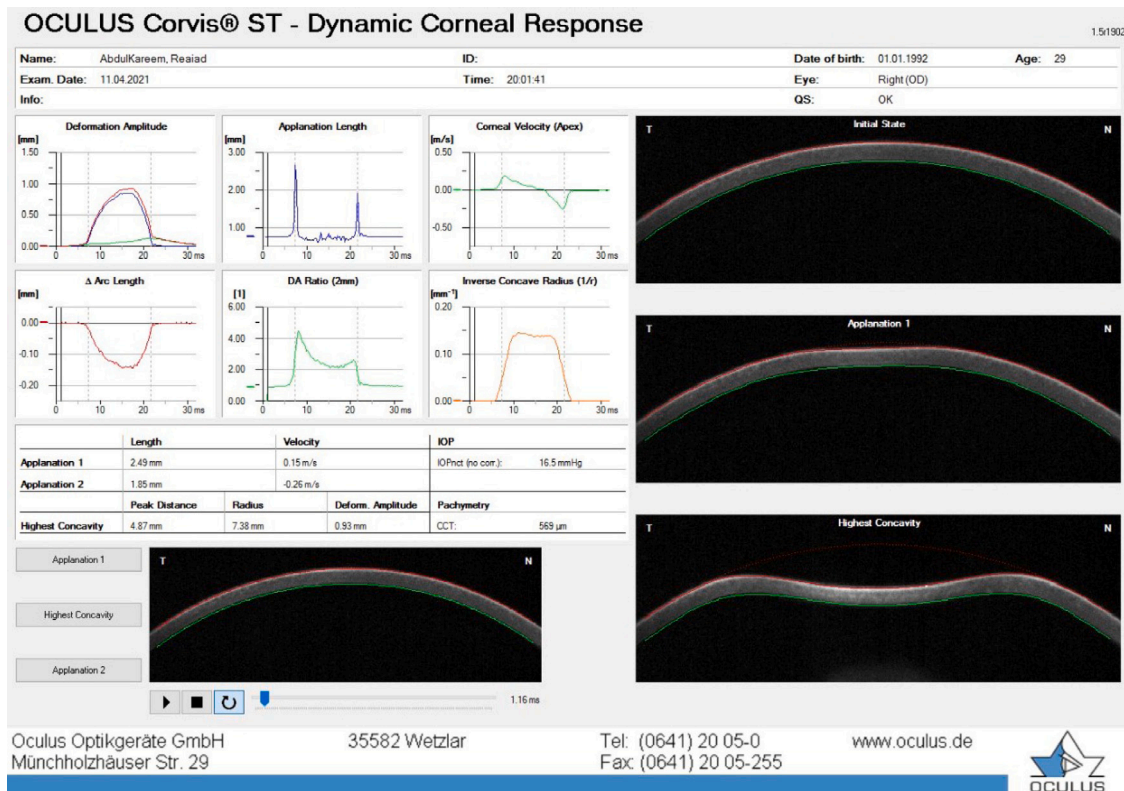 OCULUS Corvis® ST - Dynamic Corneal Response
1.5r1902
Name: AbdulKareem, Reaiad ID: Date of birth: 01.01.1992 Age: 29
Exam. Date: 11.04.2021 Time: 20:01:41 Eye: Right (OD)
Info: QS: OK
Deformation Amplitude
[mm]
1.50
1.00
0.50
0.00
0 10 20 30 ms
Applanation Length
[mm]
3.00
2.00
1.00
0 10 20 30 ms
Corneal Velocity (Apex)
[m/s]
0.50
0.00
-0.50
0 10 20 30 ms
Δ Arc Length
[mm]
0.00
-0.10
-0.20
0 10 20 30 ms
DA Ratio (2mm)
[1]
6.00
4.00
2.00
0.00
0 10 20 30 ms
Inverse Concave Radius (1/r)
[mm⁻¹]
0.20
0.10
0.00
0 10 20 30 ms
T Initial State N
T Applanation 1 N
T Highest Concavity N
Length Velocity IOP
Applanation 1 2.49 mm 0.15 m/s IOPnct (no corr.): 16.5 mmHg
Applanation 2 1.85 mm -0.26 m/s
Peak Distance Radius Deform. Amplitude Pachymetry
Highest Concavity 4.87 mm 7.38 mm 0.93 mm CCT: 569 µm
Applanation 1
Highest Concavity
Applanation 2
T N
1.16 ms
Oculus Optikgeräte GmbH 35582 Wetzlar Tel: (0641) 20 05-0 www.oculus.de
Münchholzhäuser Str. 29 Fax: (0641) 20 05-255
OCULUS